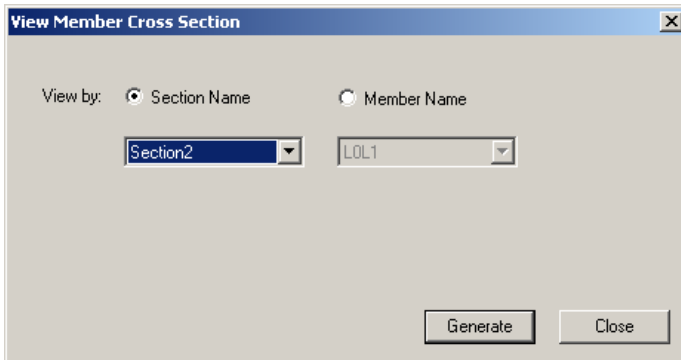 View Member Cross Section
View by: Section Name Member Name
Section2 L0L1
Generate Close